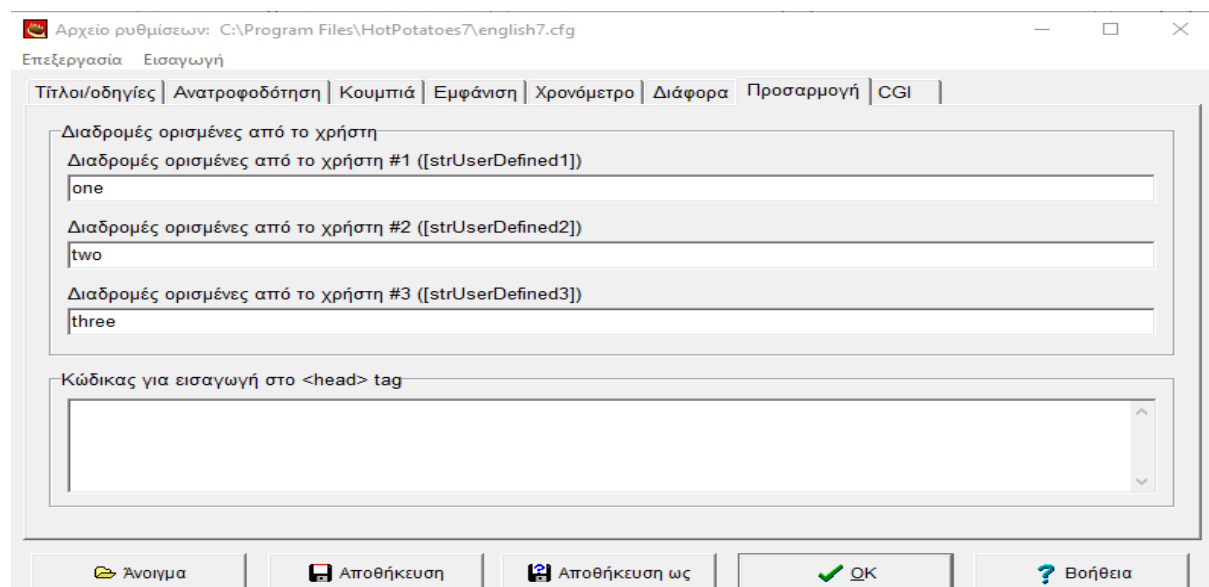 Αρχείο ρυθμίσεων: C:\Program Files\HotPotatoes7\english7.cfg
Επεξεργασία Εισαγωγή
Τίτλοι/οδηγίες Ανατροφοδότηση Κουμπιά Εμφάνιση Χρονόμετρο Διάφορα Προσαρμογή CGI
Διαδρομές ορισμένες από το χρήστη
Διαδρομές ορισμένες από το χρήστη #1 ([strUserDefined1])
one
Διαδρομές ορισμένες από το χρήστη #2 ([strUserDefined2])
two
Διαδρομές ορισμένες από το χρήστη #3 ([strUserDefined3])
three
Κώδικας για εισαγωγή στο <head> tag
Άνοιγμα Αποθήκευση Αποθήκευση ως OK Βοήθεια